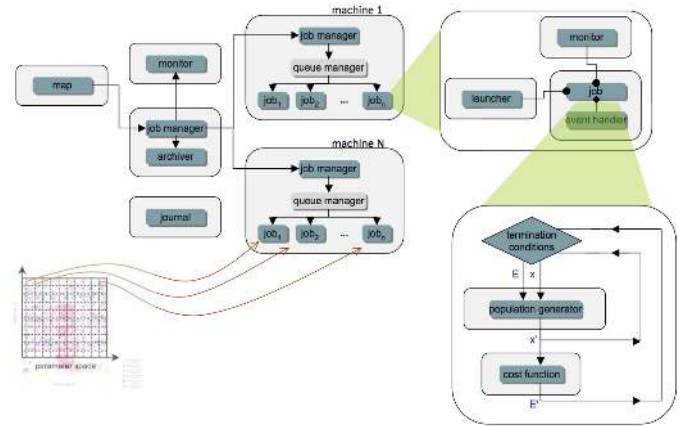 machine 1
job manager
queue manager
job1
job2
...
jobn
monitor
map
job manager
archiver
journal
machine N
job manager
queue manager
job1
job2
...
jobn
monitor
launcher
job
event handler
termination
conditions
E
x
population generator
x'
cost function
E'
parameter space